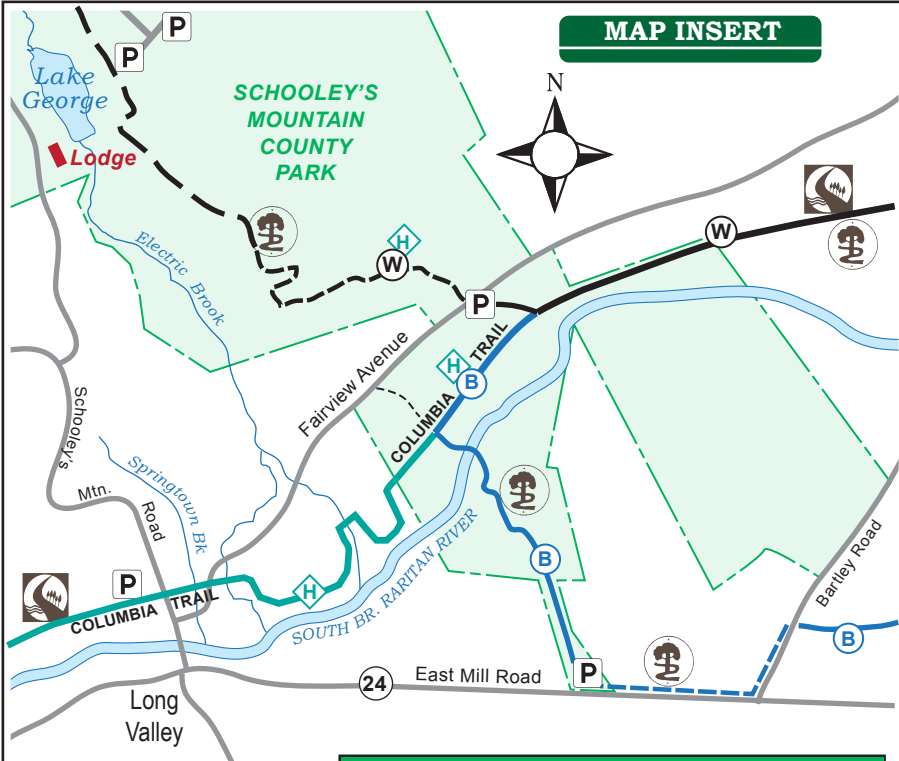 MAP INSERT
P
P
Lake
George
SCHOOLEY'S
MOUNTAIN
COUNTY
PARK
N
Lodge
Electric Brook
H
W
W
P
Fairview Avenue
H
B
COLUMBIA TRAIL
Schooley's
Mtn.
Road
Springtown Bk
SOUTH BR. RARITAN RIVER
B
Bartley Road
P
H
COLUMBIA TRAIL
B
P
24
East Mill Road
Long
Valley